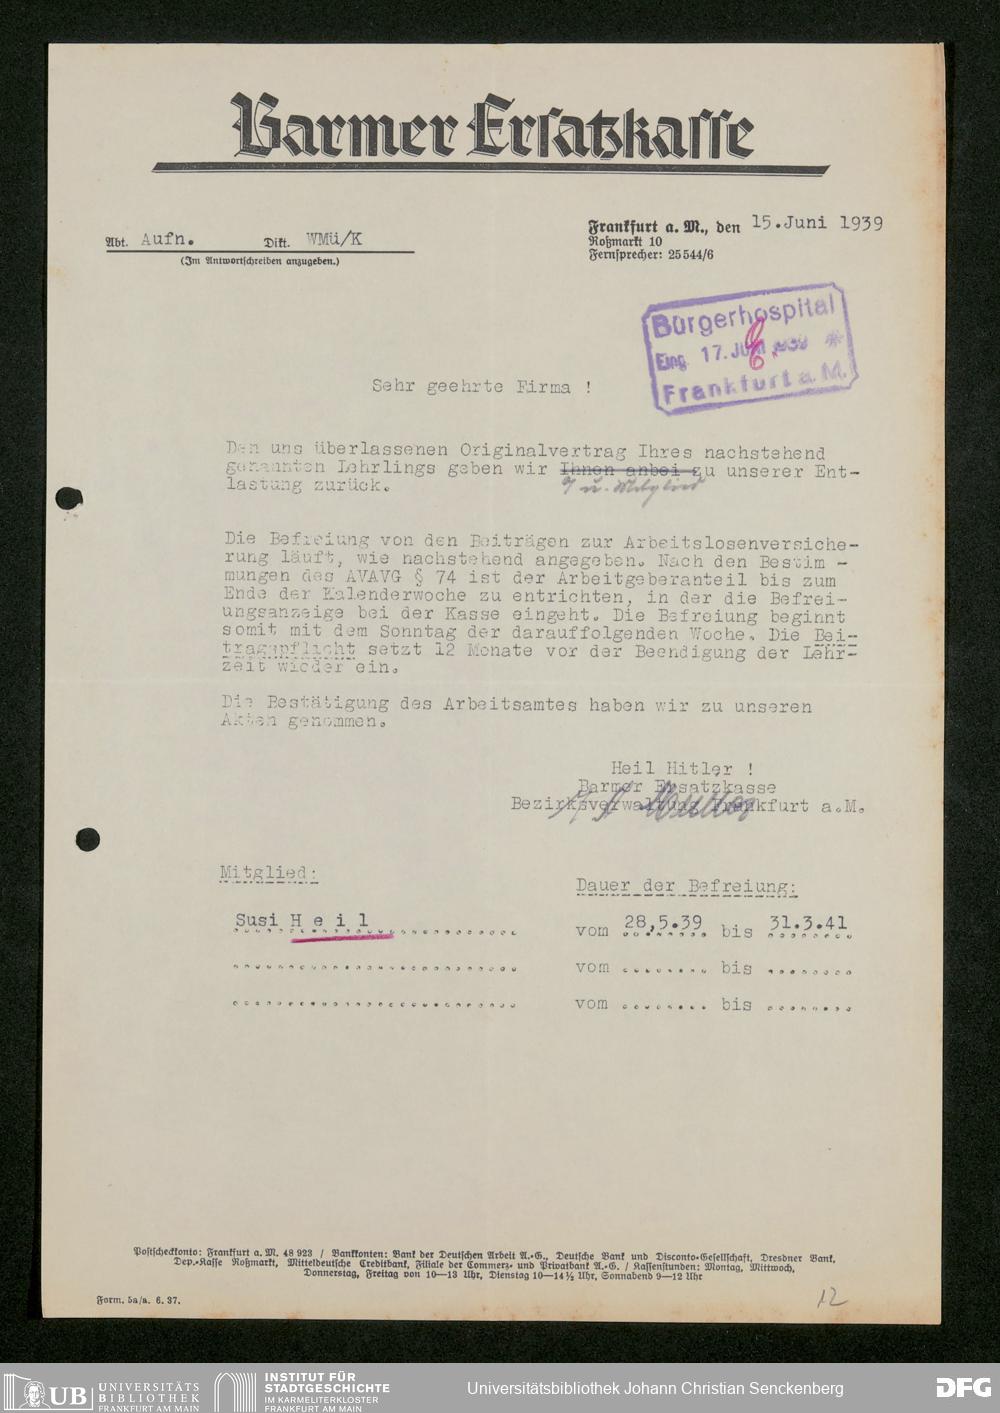 Barmer Ersatzkasse
Abt. Aufn. Dikt. WMü/K
(Im Antwortschreiben anzugeben.)
Frankfurt a. M., den 15. Juni 1939
Roßmarkt 10
Fernsprecher: 25544/6
Bürgerhospital
Eing. 17. Juni 1939 *
Frankfurt a. M.
Sehr geehrte Firma !
Den uns überlassenen Originalvertrag Ihres nachstehend
genannten Lehrlings geben wir Ihnen anbei zu unserer Ent-
u. Mitglied
lastung zurück.
Die Befreiung von den Beiträgen zur Arbeitslosenversiche-
rung läuft, wie nachstehend angegeben. Nach den Bestim -
mungen des AVAVG § 74 ist der Arbeitgeberanteil bis zum
Ende der Kalenderwoche zu entrichten, in der die Befrei-
ungsanzeige bei der Kasse eingeht. Die Befreiung beginnt
somit mit dem Sonntag der darauffolgenden Woche. Die Bei-
tragspflicht setzt 12 Monate vor der Beendigung der Lehr-
zeit wieder ein.
Die Bestätigung des Arbeitsamtes haben wir zu unseren
Akten genommen.
Heil Hitler !
Barmer Ersatzkasse
Bezirksverwaltung Frankfurt a.M.
Mitglied:
Dauer der Befreiung:
Susi Heil vom 28.5.39 bis 31.3.41
vom ........ bis ........
vom ........ bis ........
Postscheckkonto: Frankfurt a. M. 48 923 / Bankkonten: Bank der Deutschen Arbeit A.-G., Deutsche Bank und Disconto-Gesellschaft, Dresdner Bank,
Dep.-Kasse Roßmarkt, Mitteldeutsche Creditbank, Filiale der Commerz- und Privatbank A.-G. / Kassenstunden: Montag, Mittwoch,
Donnerstag, Freitag von 10—13 Uhr, Dienstag 10—14½ Uhr, Sonnabend 9—12 Uhr
Form. 5a/a. 6. 37.
12
UB UNIVERSITÄTS
BIBLIOTHEK
FRANKFURT AM MAIN
INSTITUT FÜR
STADTGESCHICHTE
IM KARMELITERKLOSTER
FRANKFURT AM MAIN
Universitätsbibliothek Johann Christian Senckenberg
DFG